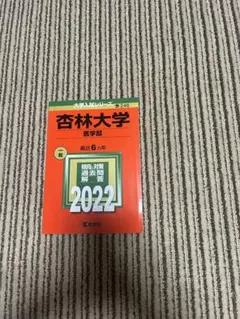 大学入試シリーズ
杏林大学
医学部
最近6カ年
傾向と対策
過去問
解答
2022
教学社